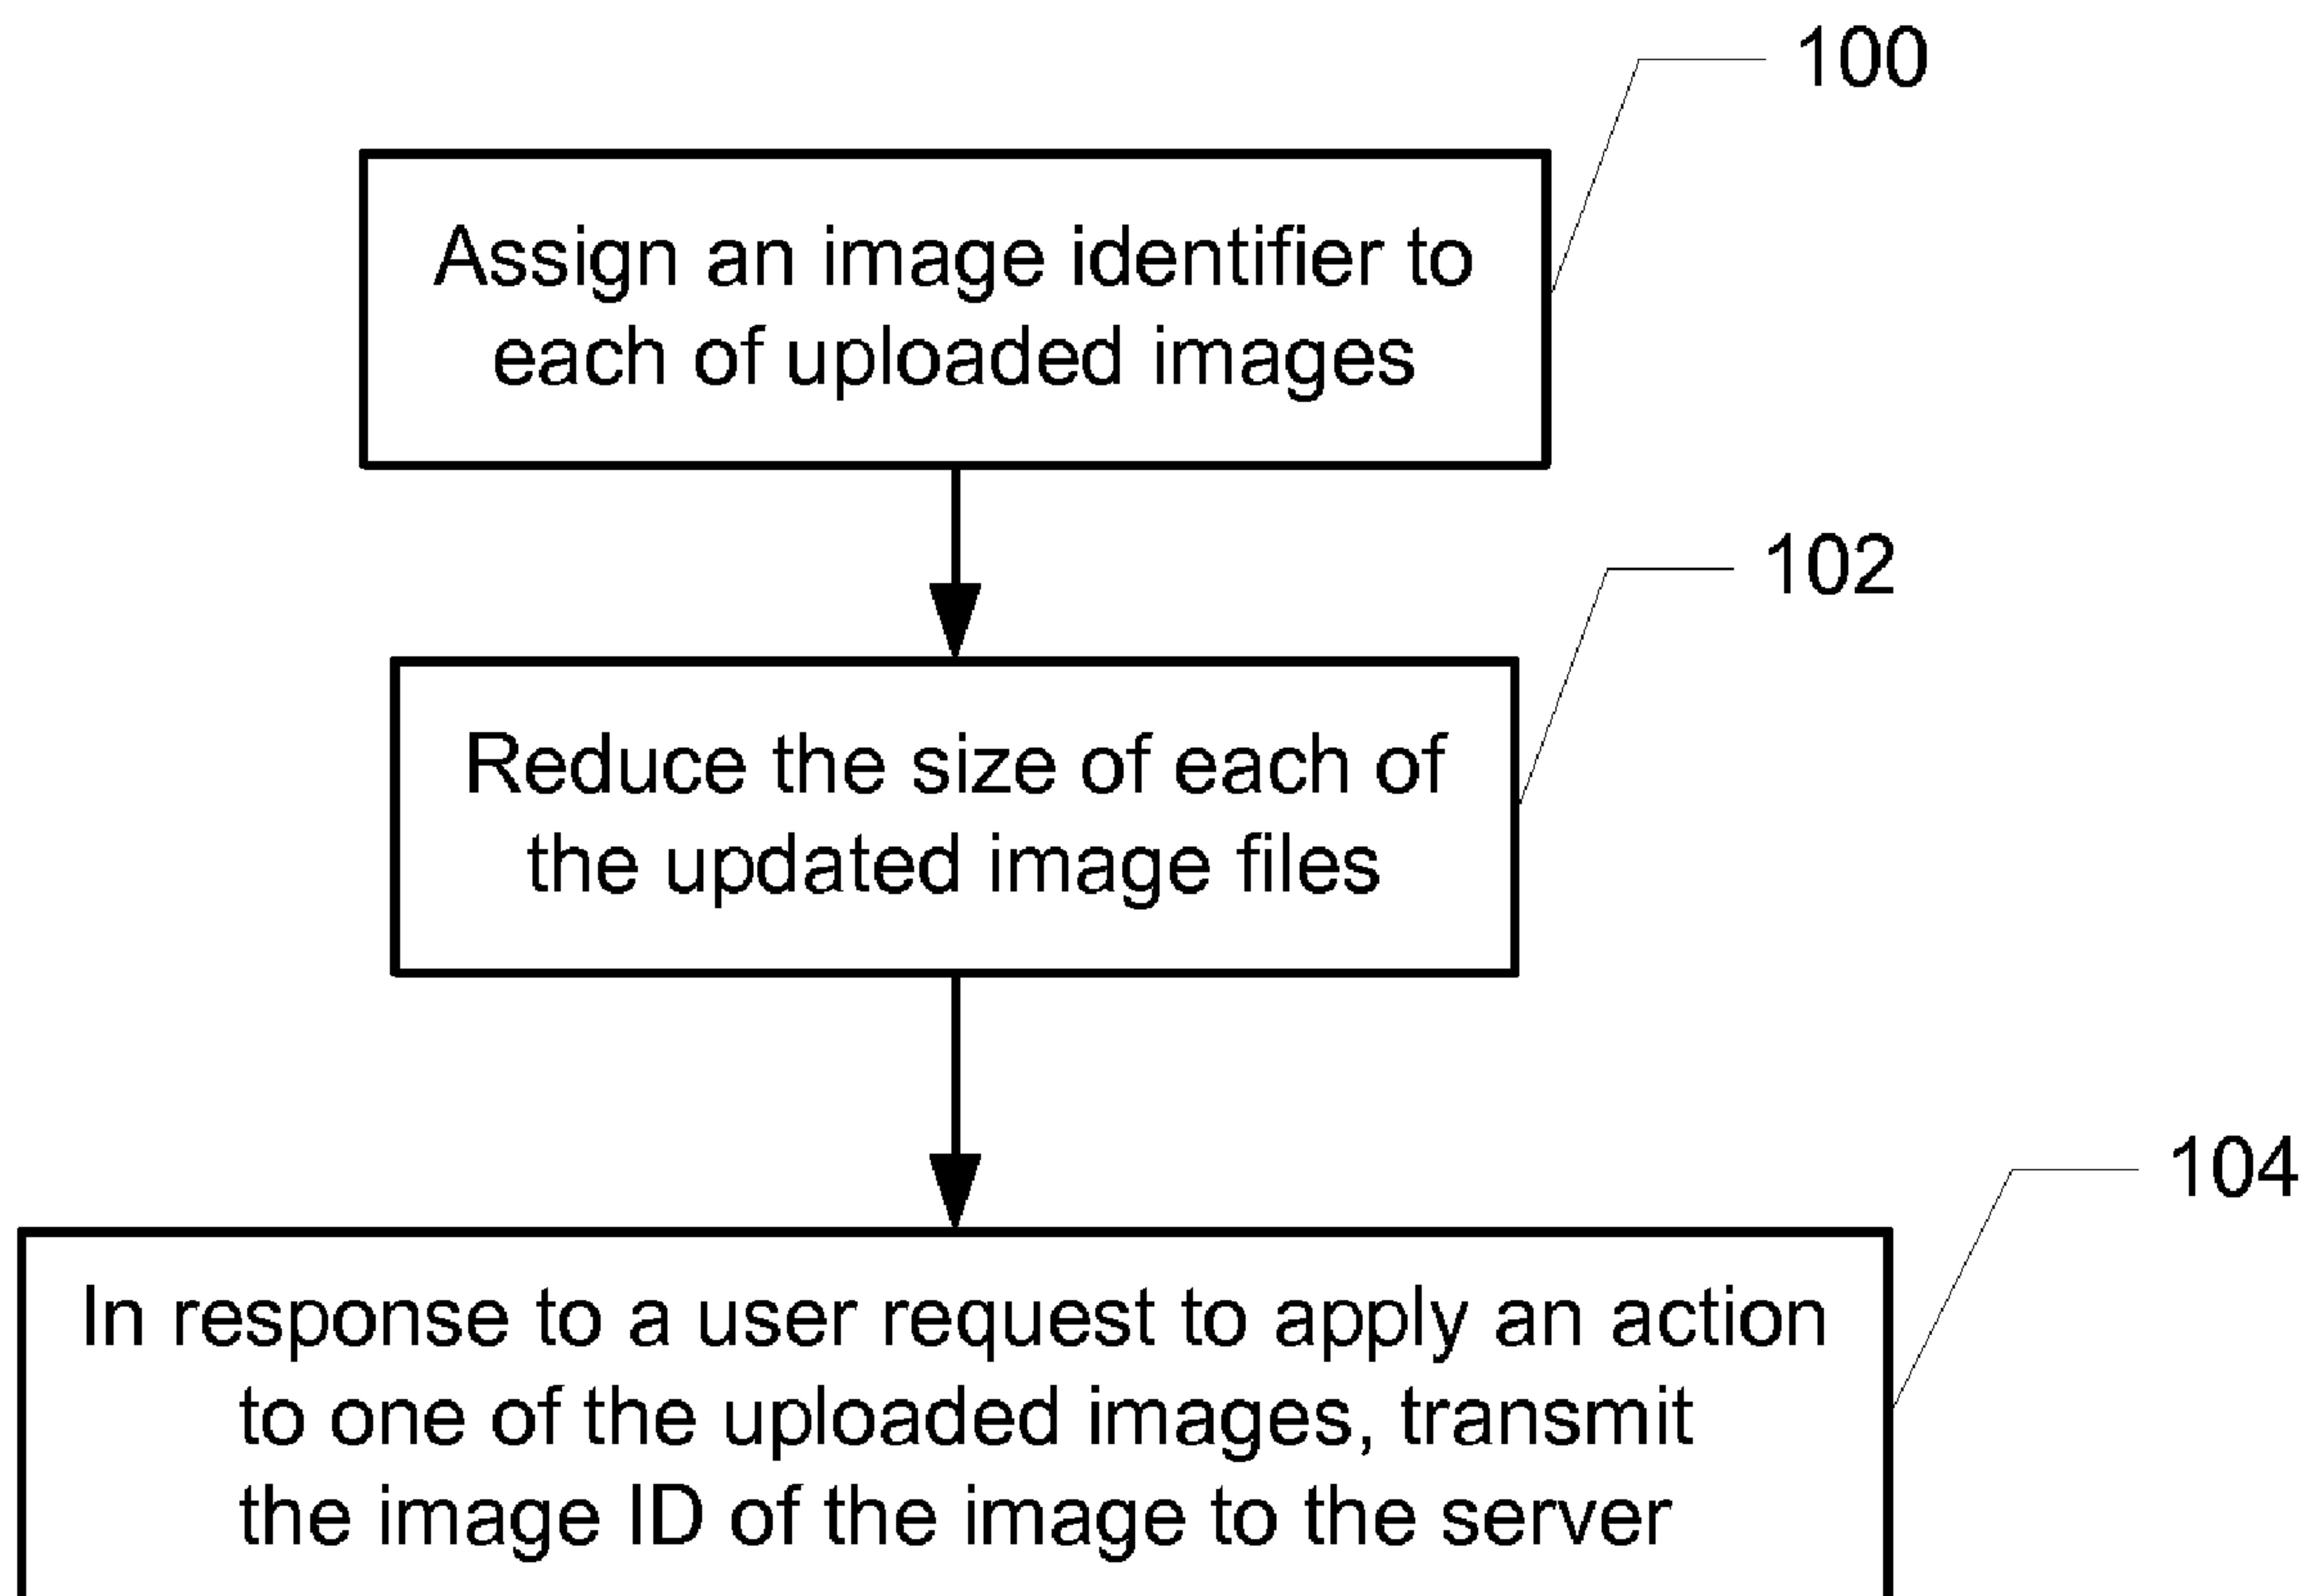 100
Assign an image identifier to
each of uploaded images
102
Reduce the size of each of
the updated image files
104
In response to a user request to apply an action
to one of the uploaded images, transmit
the image ID of the image to the server